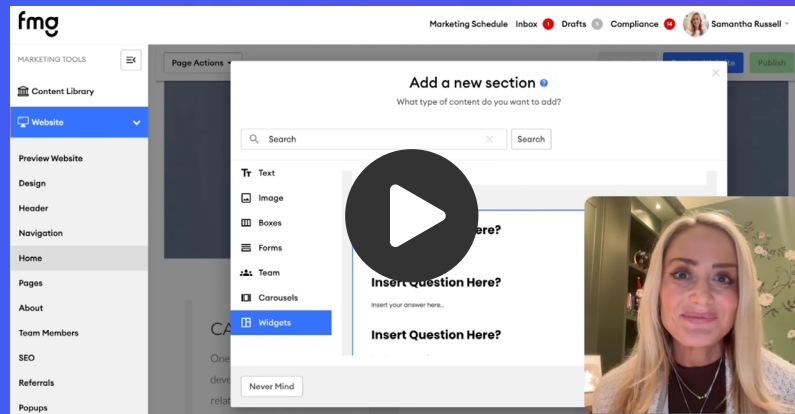 fmg
Marketing Schedule Inbox 1 Drafts Compliance 14 Samantha Russell
MARKETING TOOLS
Content Library
Website
Preview Website
Design
Header
Navigation
Home
Pages
About
Team Members
SEO
Referrals
Popups
Page Actions
Publish
Add a new section
What type of content do you want to add?
Search
Search
Text
Image
Boxes
Forms
Team
Carousels
Widgets
Insert Question Here?
Insert your answer here...
Insert Question Here?
Never Mind
One
deve
relat